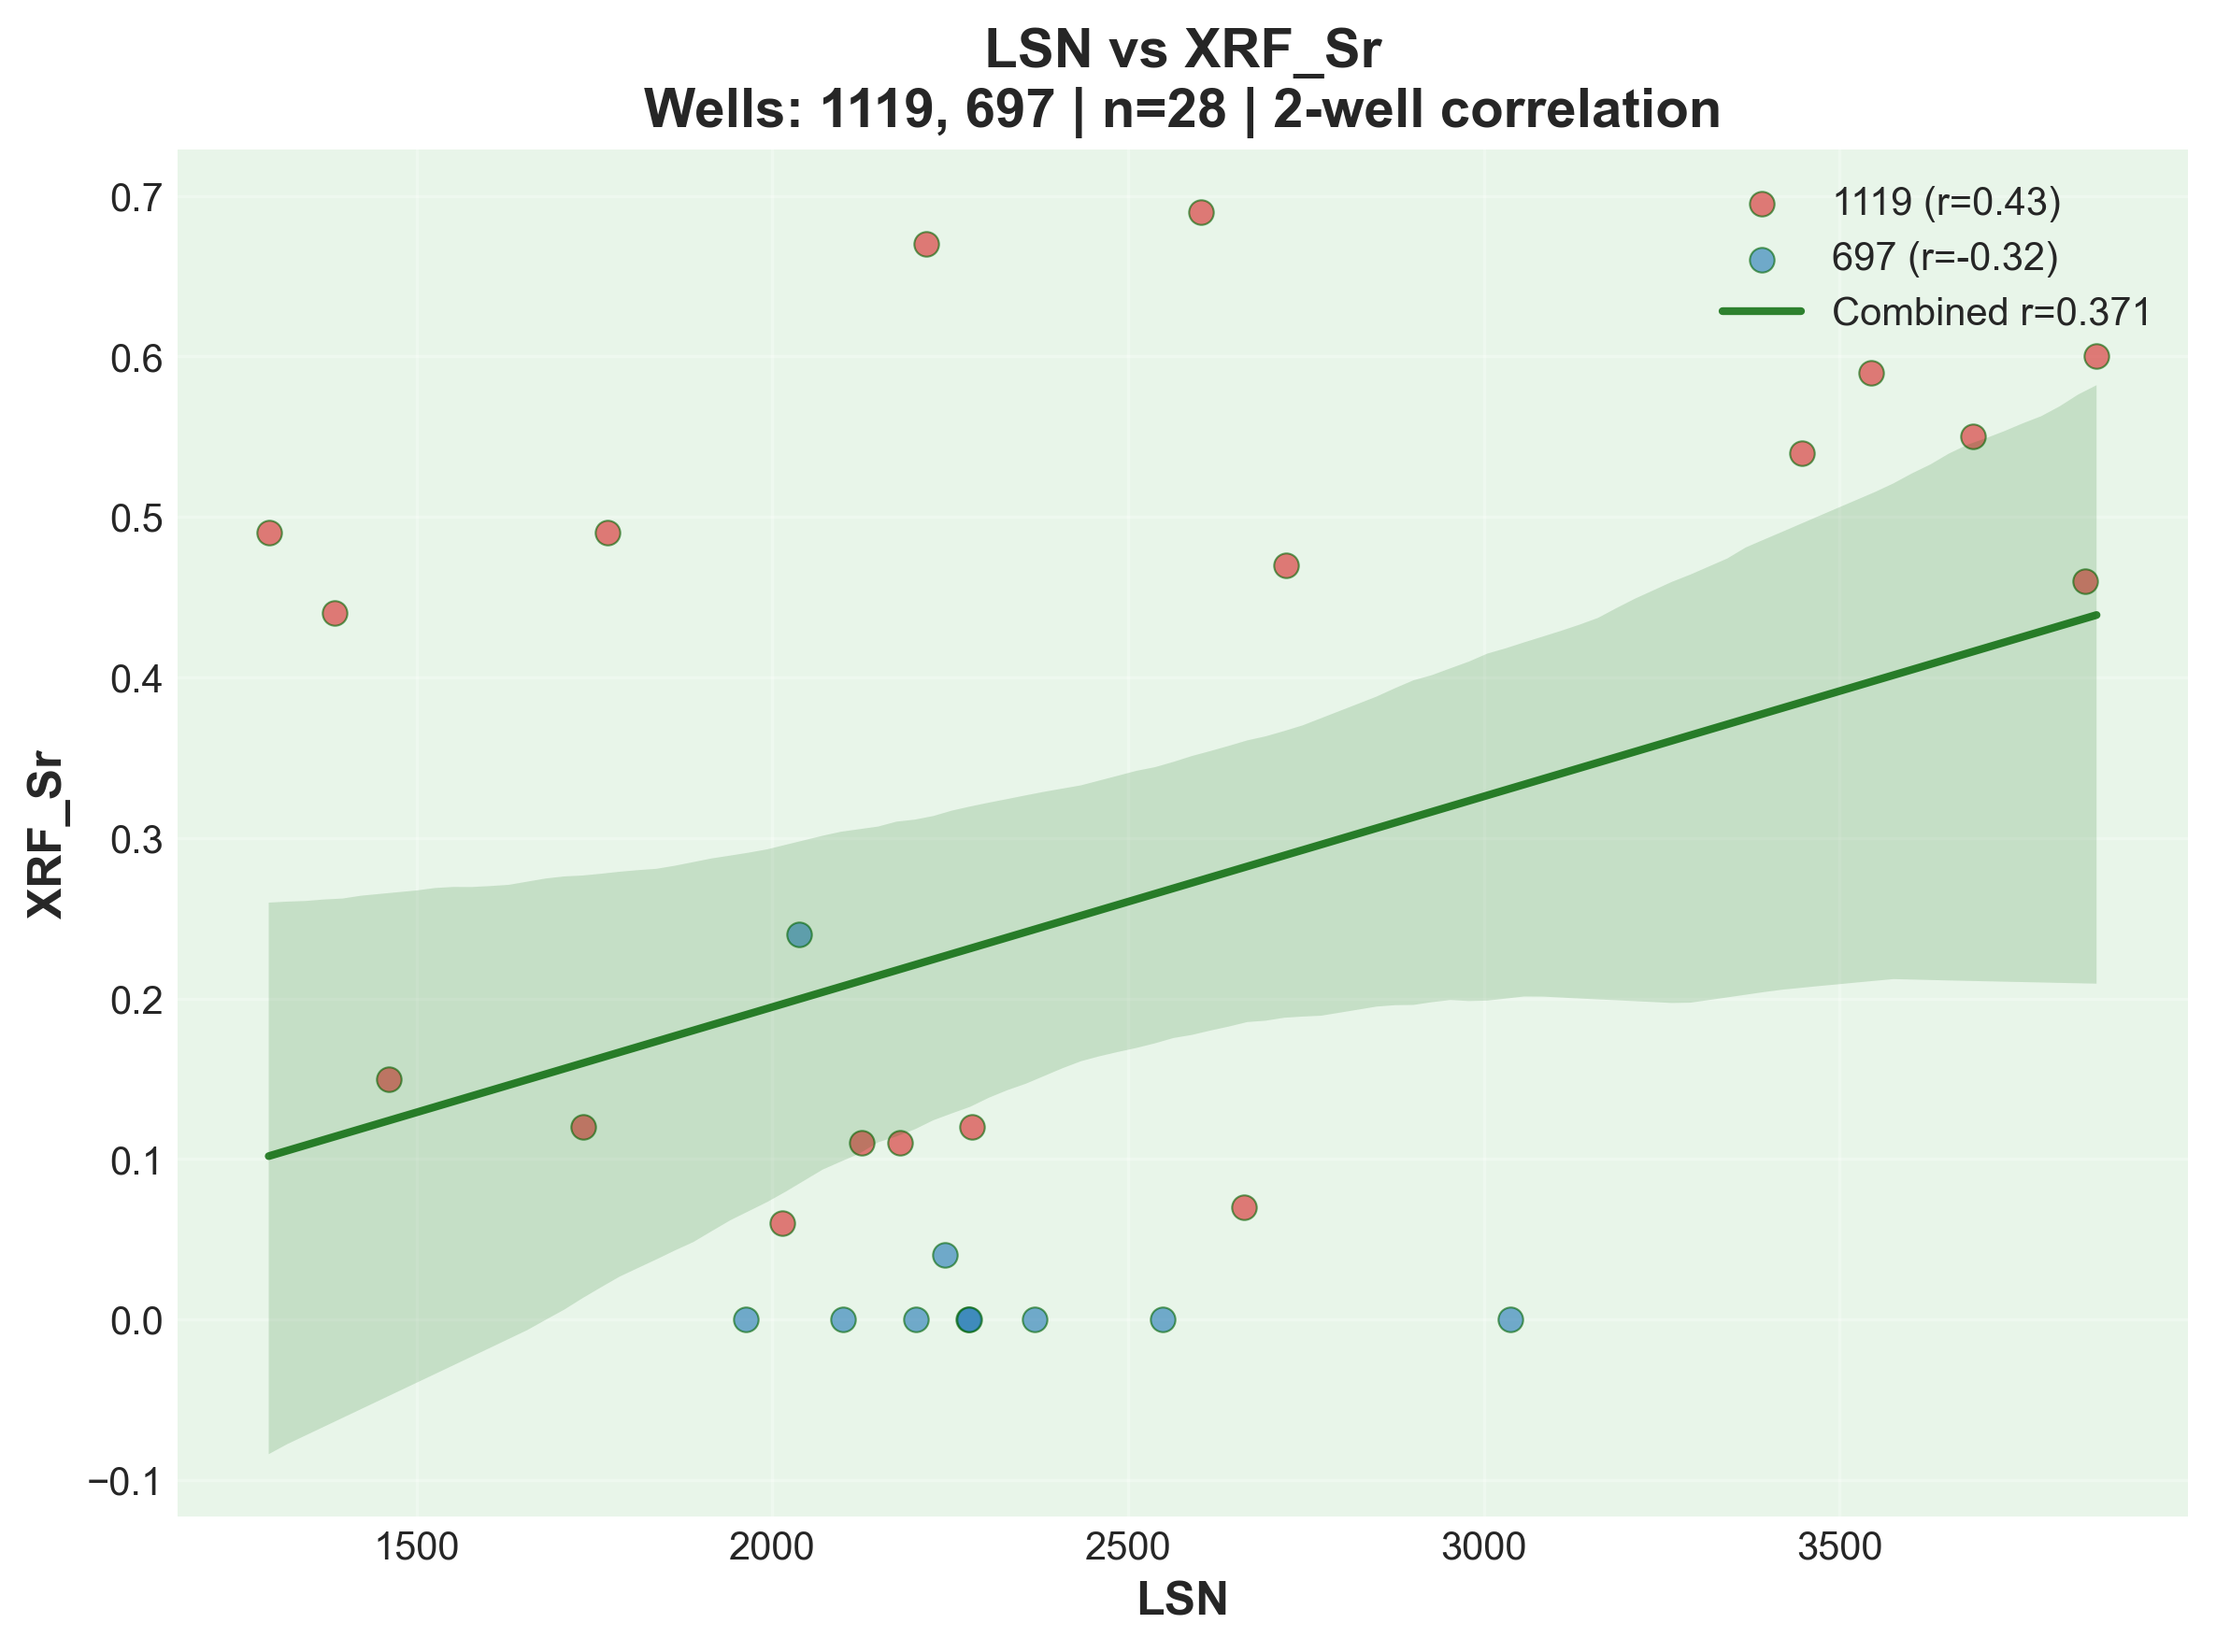 LSN vs XRF_Sr
Wells: 1119, 697 | n=28 | 2-well correlation
1119 (r=0.43)
697 (r=-0.32)
Combined r=0.371
XRF_Sr
0.7
0.6
0.5
0.4
0.3
0.2
0.1
0.0
−0.1
1500 2000 2500 3000 3500
LSN